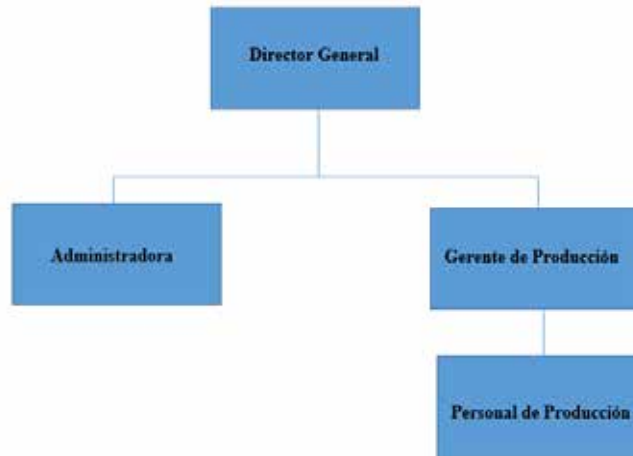 Director General
Administradora
Gerente de Producción
Personal de Producción